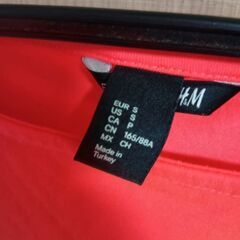 H&M
EUR S
US S
CA P
CN 165/88A
MX CH
Made in
Turkey